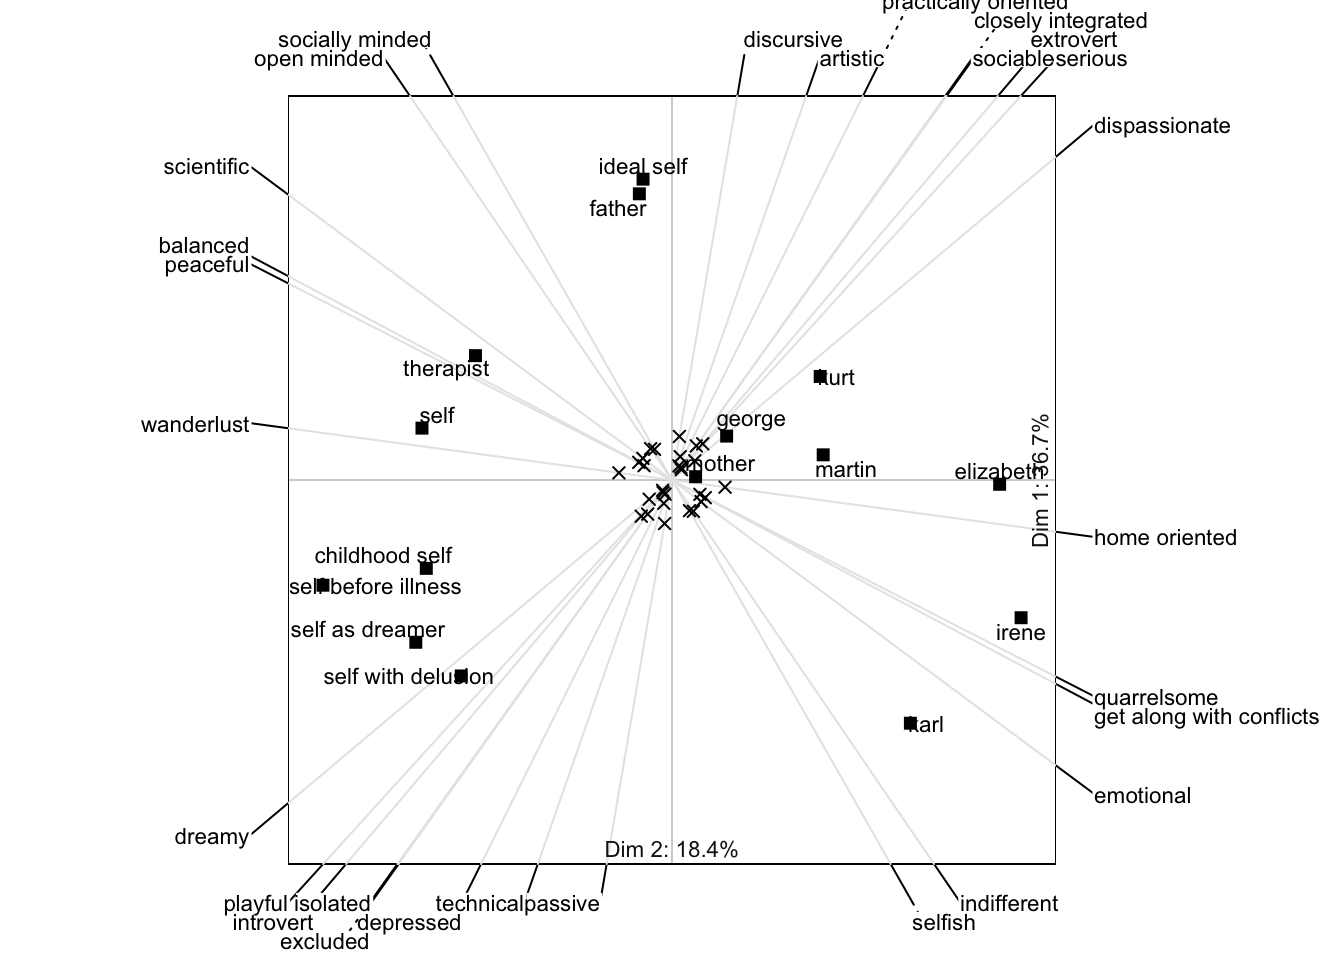 practically oriented
closely integrated
socially minded
discursive
extrovert
open minded
artistic
sociable
serious
dispassionate
scientific
ideal self
father
balanced
peaceful
therapist
kurt
self
george
wanderlust
mother
martin
elizabeth
Dim 1: 36.7%
home oriented
childhood self
self before illness
self as dreamer
irene
self with delusion
quarrelsome
get along with conflicts
karl
emotional
dreamy
Dim 2: 18.4%
playful
isolated
technical
passive
indifferent
introvert
depressed
selfish
excluded